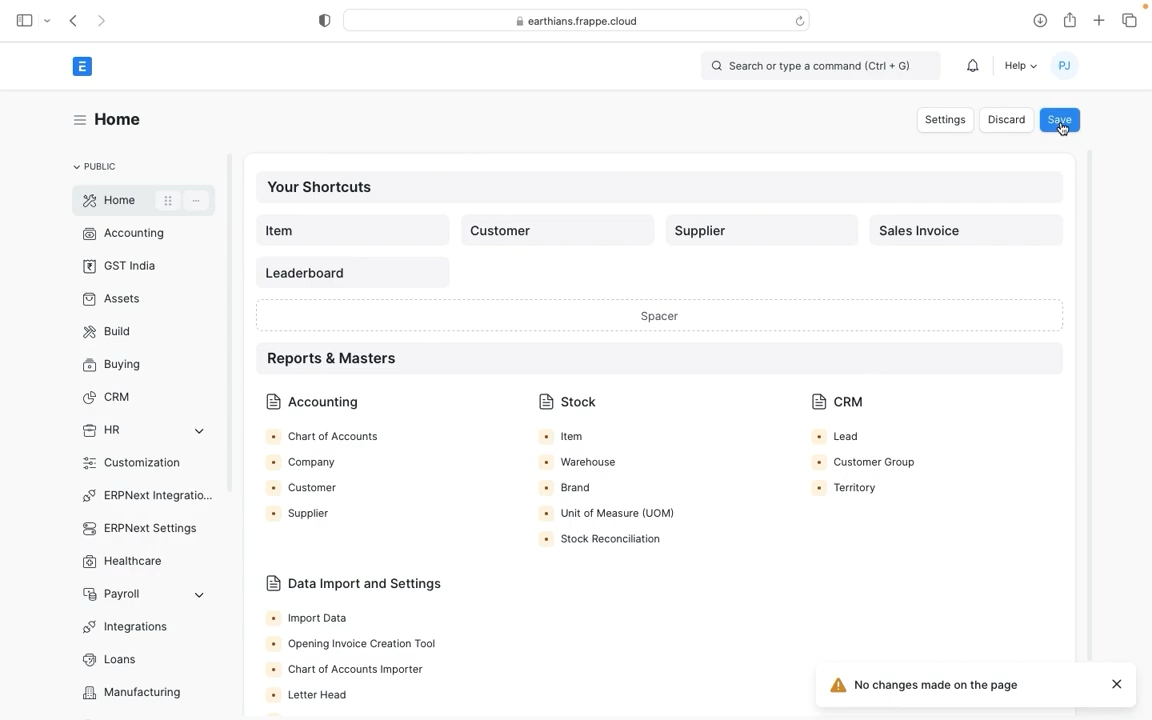 earthians.frappe.cloud
E
Search or type a command (Ctrl + G)
Help
PJ
Home
Settings
Discard
Save
PUBLIC
Home
Accounting
GST India
Assets
Build
Buying
CRM
HR
Customization
ERPNext Integratio...
ERPNext Settings
Healthcare
Payroll
Integrations
Loans
Manufacturing
Your Shortcuts
Item
Customer
Supplier
Sales Invoice
Leaderboard
Spacer
Reports & Masters
Accounting
Chart of Accounts
Company
Customer
Supplier
Stock
Item
Warehouse
Brand
Unit of Measure (UOM)
Stock Reconciliation
CRM
Lead
Customer Group
Territory
Data Import and Settings
Import Data
Opening Invoice Creation Tool
Chart of Accounts Importer
Letter Head
No changes made on the page